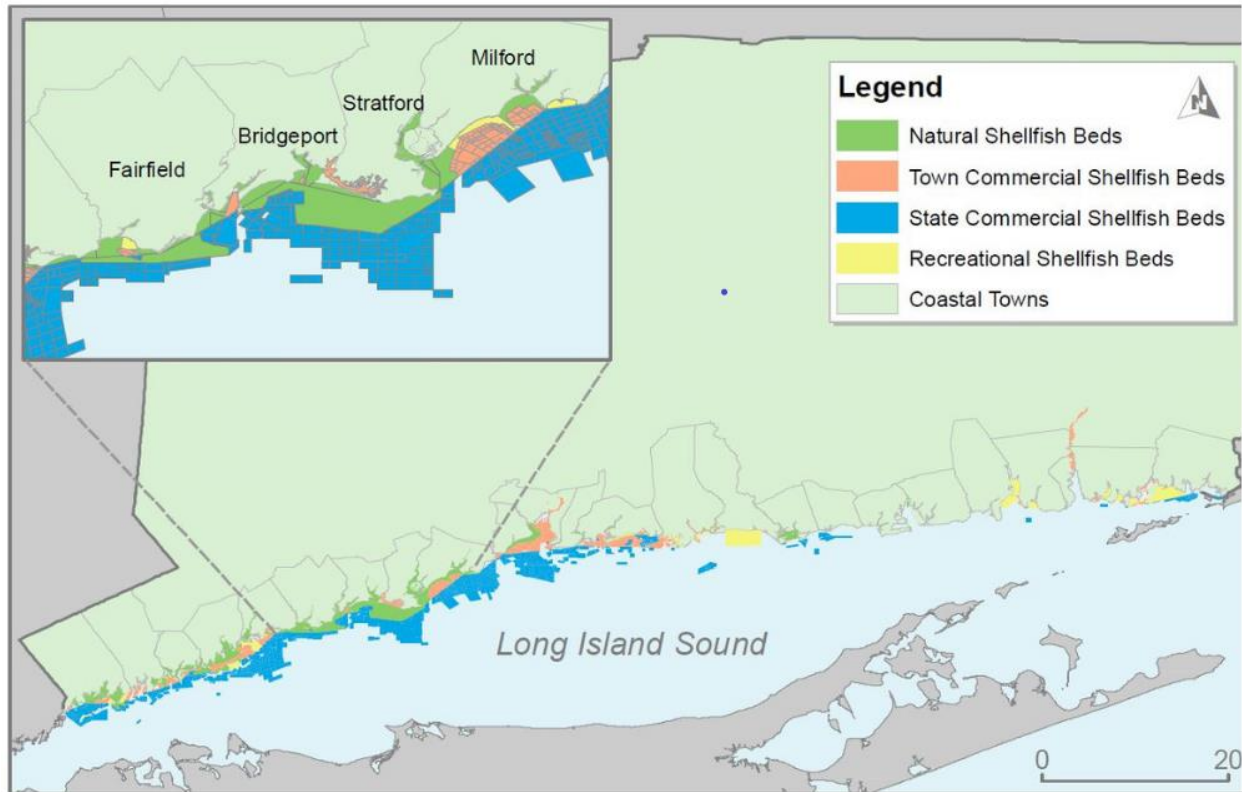 Milford
Stratford
Bridgeport
Fairfield
Legend
N
Natural Shellfish Beds
Town Commercial Shellfish Beds
State Commercial Shellfish Beds
Recreational Shellfish Beds
Coastal Towns
Long Island Sound
0 20